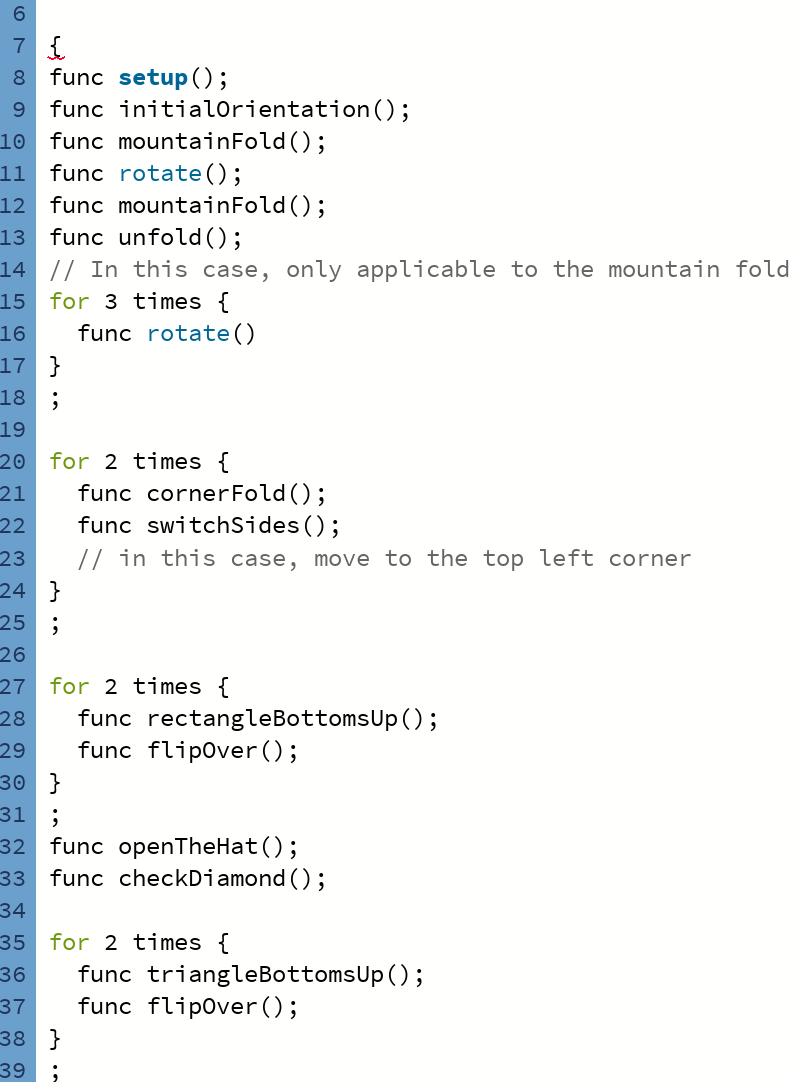 6
7 {
8 func setup();
9 func initialOrientation();
10 func mountainFold();
11 func rotate();
12 func mountainFold();
13 func unfold();
14 // In this case, only applicable to the mountain fold
15 for 3 times {
16   func rotate()
17 }
18 ;
19
20 for 2 times {
21   func cornerFold();
22   func switchSides();
23   // in this case, move to the top left corner
24 }
25 ;
26
27 for 2 times {
28   func rectangleBottomsUp();
29   func flipOver();
30 }
31 ;
32 func openTheHat();
33 func checkDiamond();
34
35 for 2 times {
36   func triangleBottomsUp();
37   func flipOver();
38 }
39 ;